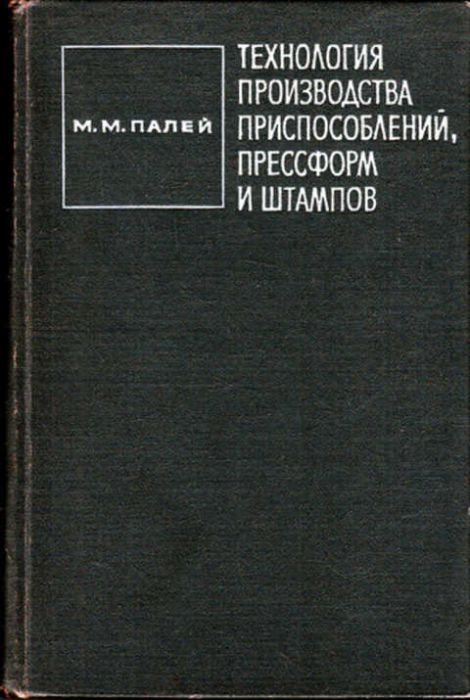 М. М. ПАЛЕЙ
ТЕХНОЛОГИЯ
ПРОИЗВОДСТВА
ПРИСПОСОБЛЕНИЙ,
ПРЕССФОРМ
И ШТАМПОВ